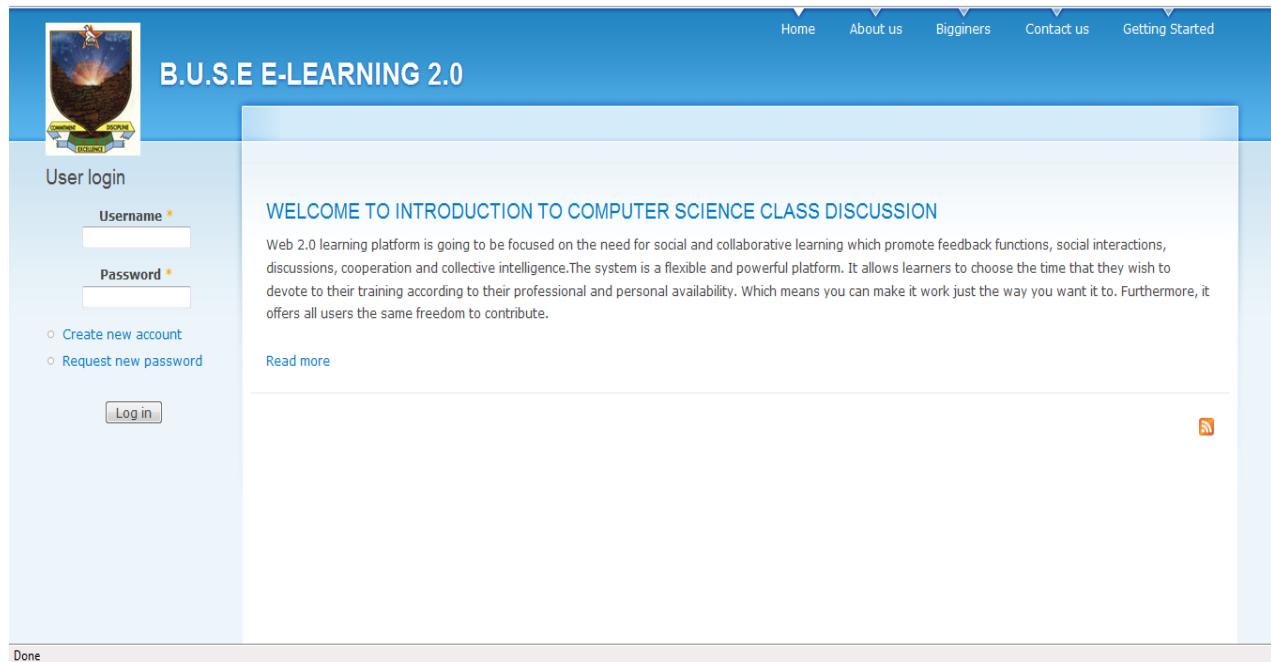 Home About us Bigginers Contact us Getting Started
B.U.S.E E-LEARNING 2.0
COMMITMENT DISCIPLINE
EXCELLENCE
User login
Username *
Password *
Create new account
Request new password
Log in
WELCOME TO INTRODUCTION TO COMPUTER SCIENCE CLASS DISCUSSION
Web 2.0 learning platform is going to be focused on the need for social and collaborative learning which promote feedback functions, social interactions,
discussions, cooperation and collective intelligence.The system is a flexible and powerful platform. It allows learners to choose the time that they wish to
devote to their training according to their professional and personal availability. Which means you can make it work just the way you want it to. Furthermore, it
offers all users the same freedom to contribute.
Read more
Done